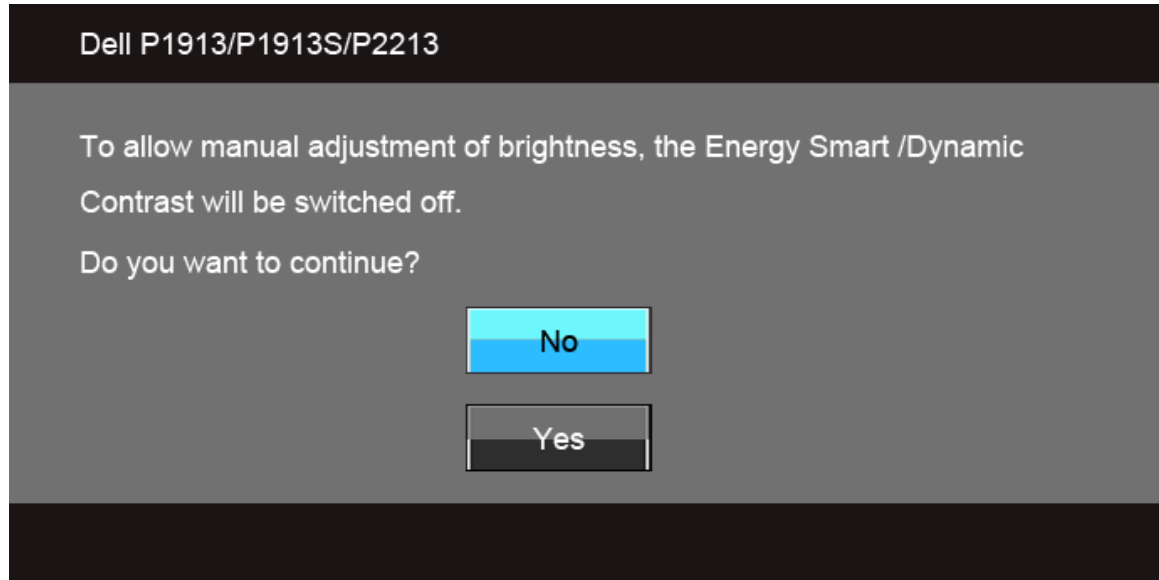 Dell P1913/P1913S/P2213
To allow manual adjustment of brightness, the Energy Smart /Dynamic
Contrast will be switched off.
Do you want to continue?
No
Yes